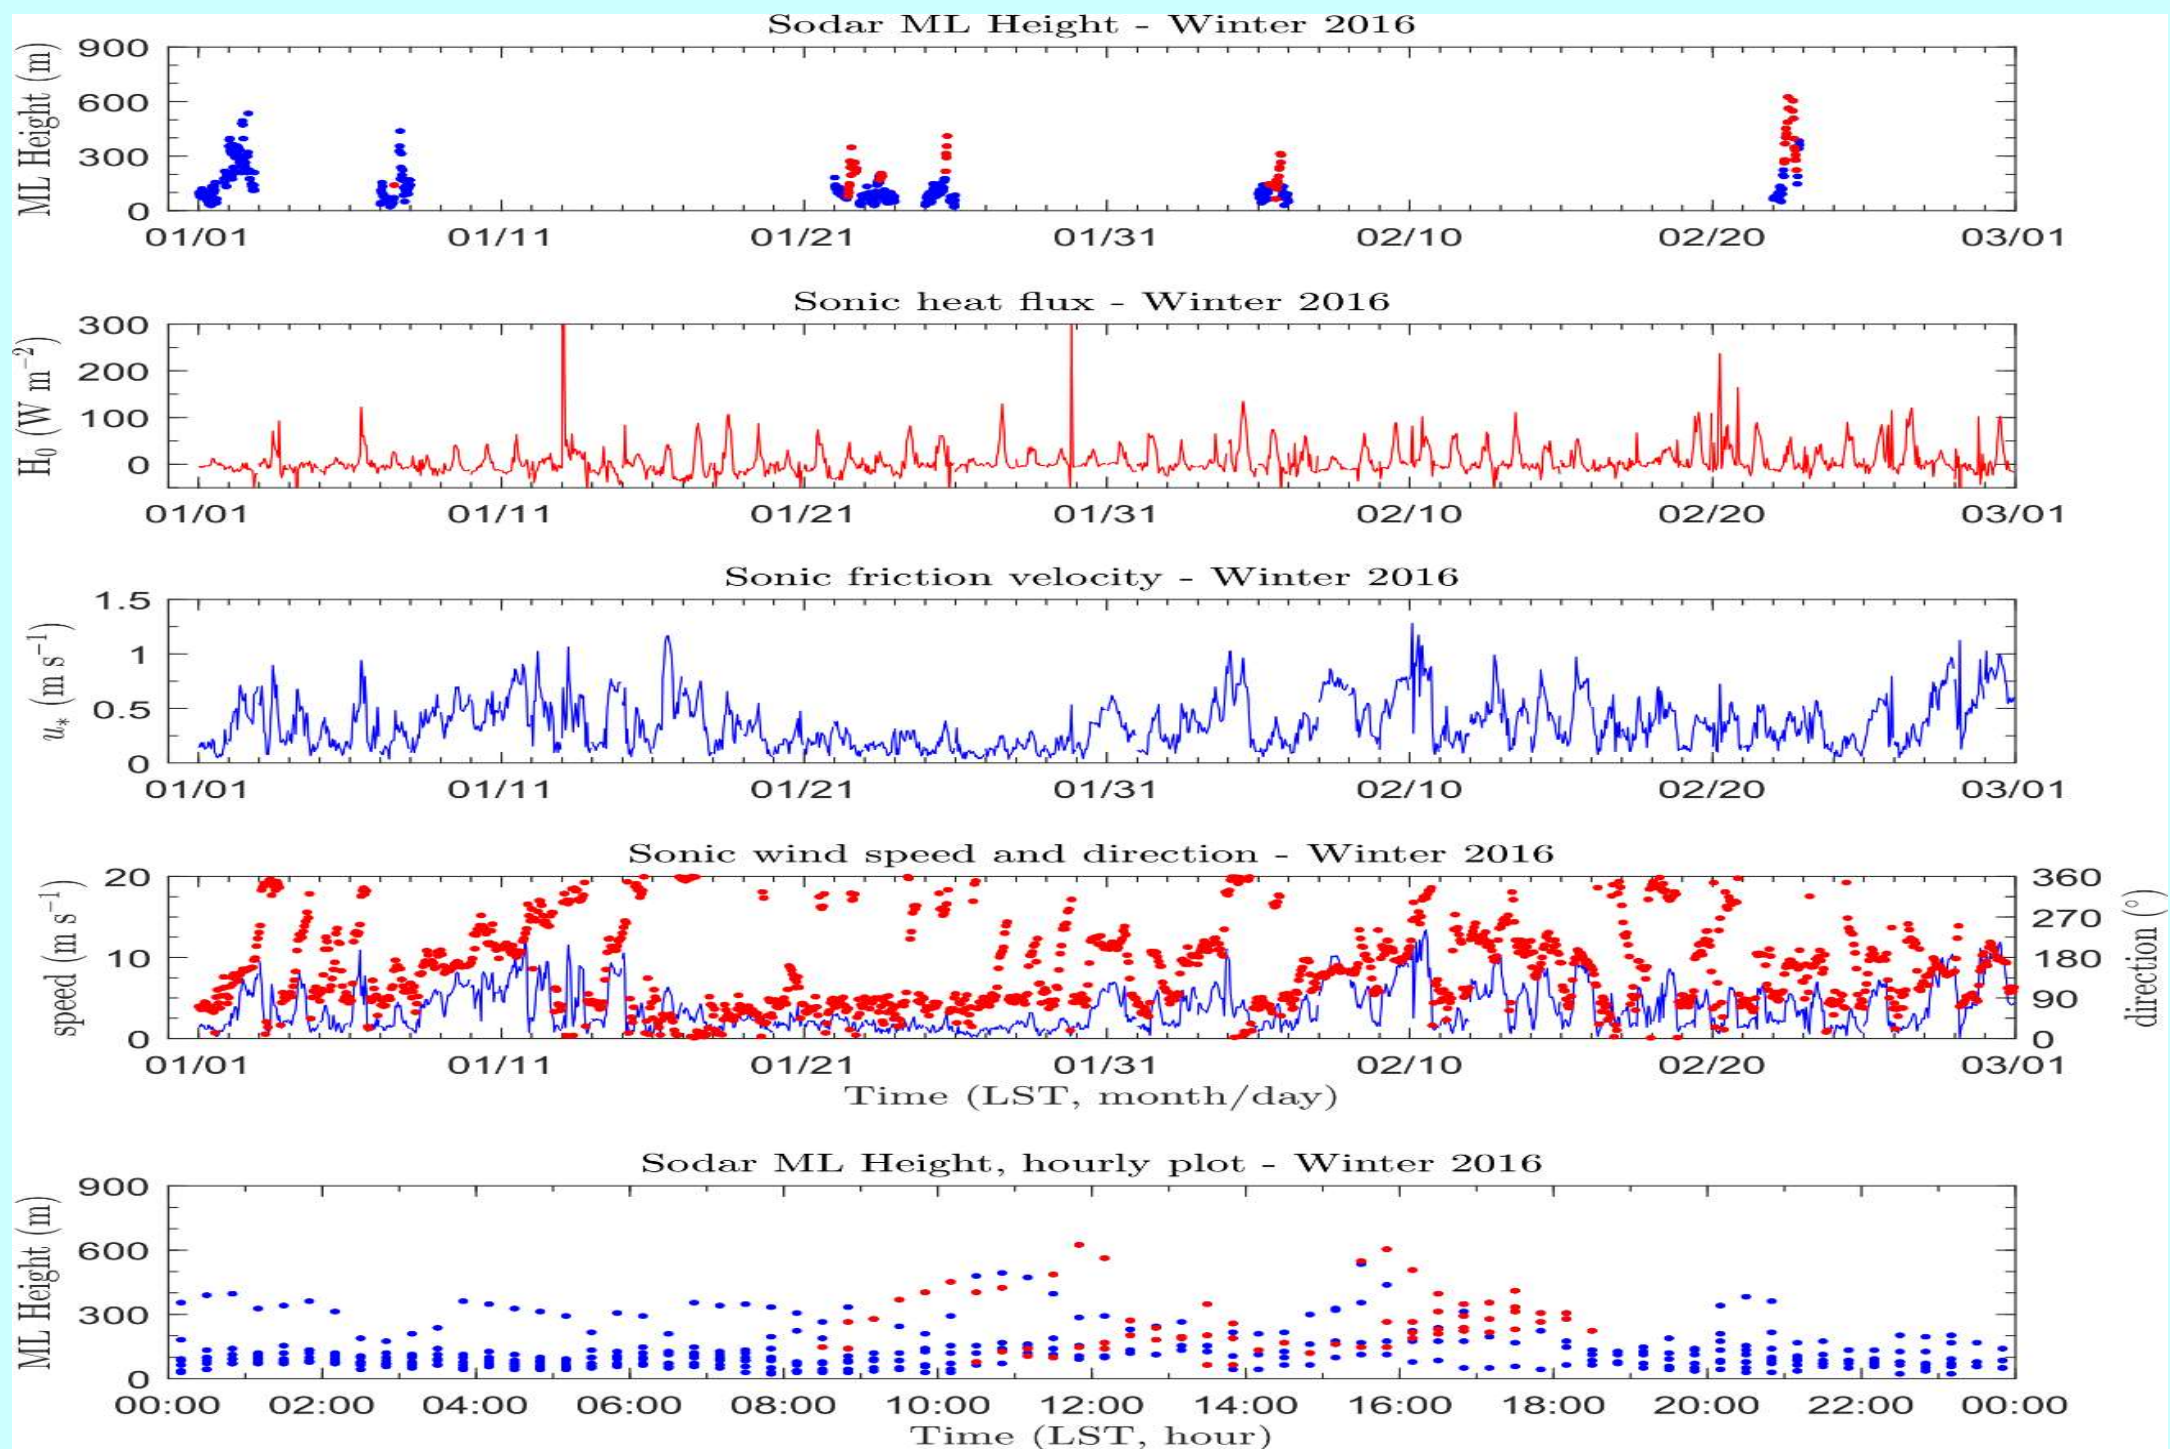 Sodar ML Height - Winter 2016
ML Height (m)
900
600
300
0
01/01 01/11 01/21 01/31 02/10 02/20 03/01
Sonic heat flux - Winter 2016
H₀ (W m⁻²)
300
200
100
0
01/01 01/11 01/21 01/31 02/10 02/20 03/01
Sonic friction velocity - Winter 2016
u* (m s⁻¹)
1.5
1
0.5
0
01/01 01/11 01/21 01/31 02/10 02/20 03/01
Sonic wind speed and direction - Winter 2016
speed (m s⁻¹)
20
10
0
360
270
180
90
0
direction (°)
01/01 01/11 01/21 01/31 02/10 02/20 03/01
Time (LST, month/day)
Sodar ML Height, hourly plot - Winter 2016
ML Height (m)
900
600
300
0
00:00 02:00 04:00 06:00 08:00 10:00 12:00 14:00 16:00 18:00 20:00 22:00 00:00
Time (LST, hour)